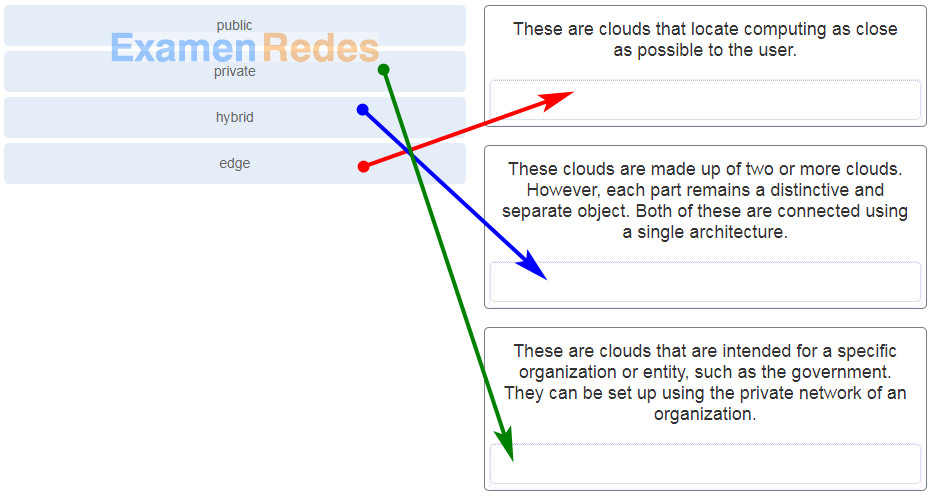 public
Examen Redes
private
hybrid
edge
These are clouds that locate computing as close
as possible to the user.
These clouds are made up of two or more clouds.
However, each part remains a distinctive and
separate object. Both of these are connected using
a single architecture.
These are clouds that are intended for a specific
organization or entity, such as the government.
They can be set up using the private network of an
organization.